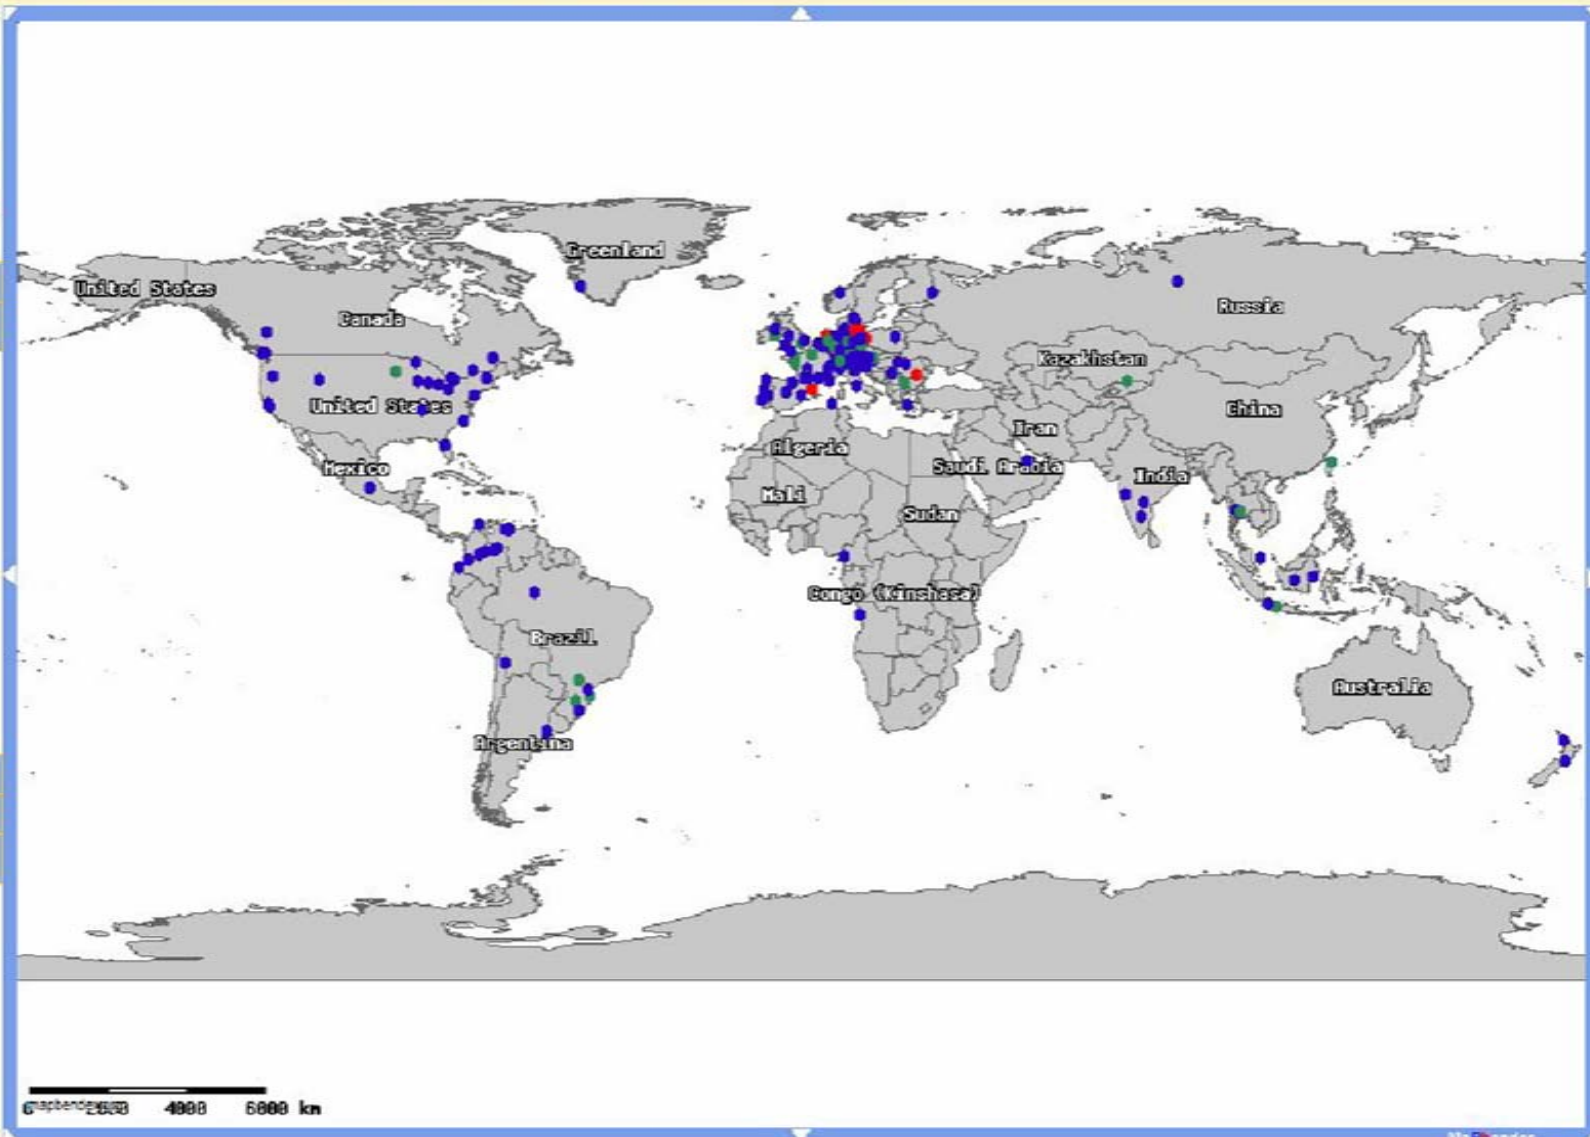 Greenland
United States
Canada
Russia
Kazakhstan
United States
China
Iran
Mexico
Algeria
Saudi Arabia
India
Mali
Sudan
Congo (Kinshasa)
Brazil
Australia
Argentina
4000
6000 km